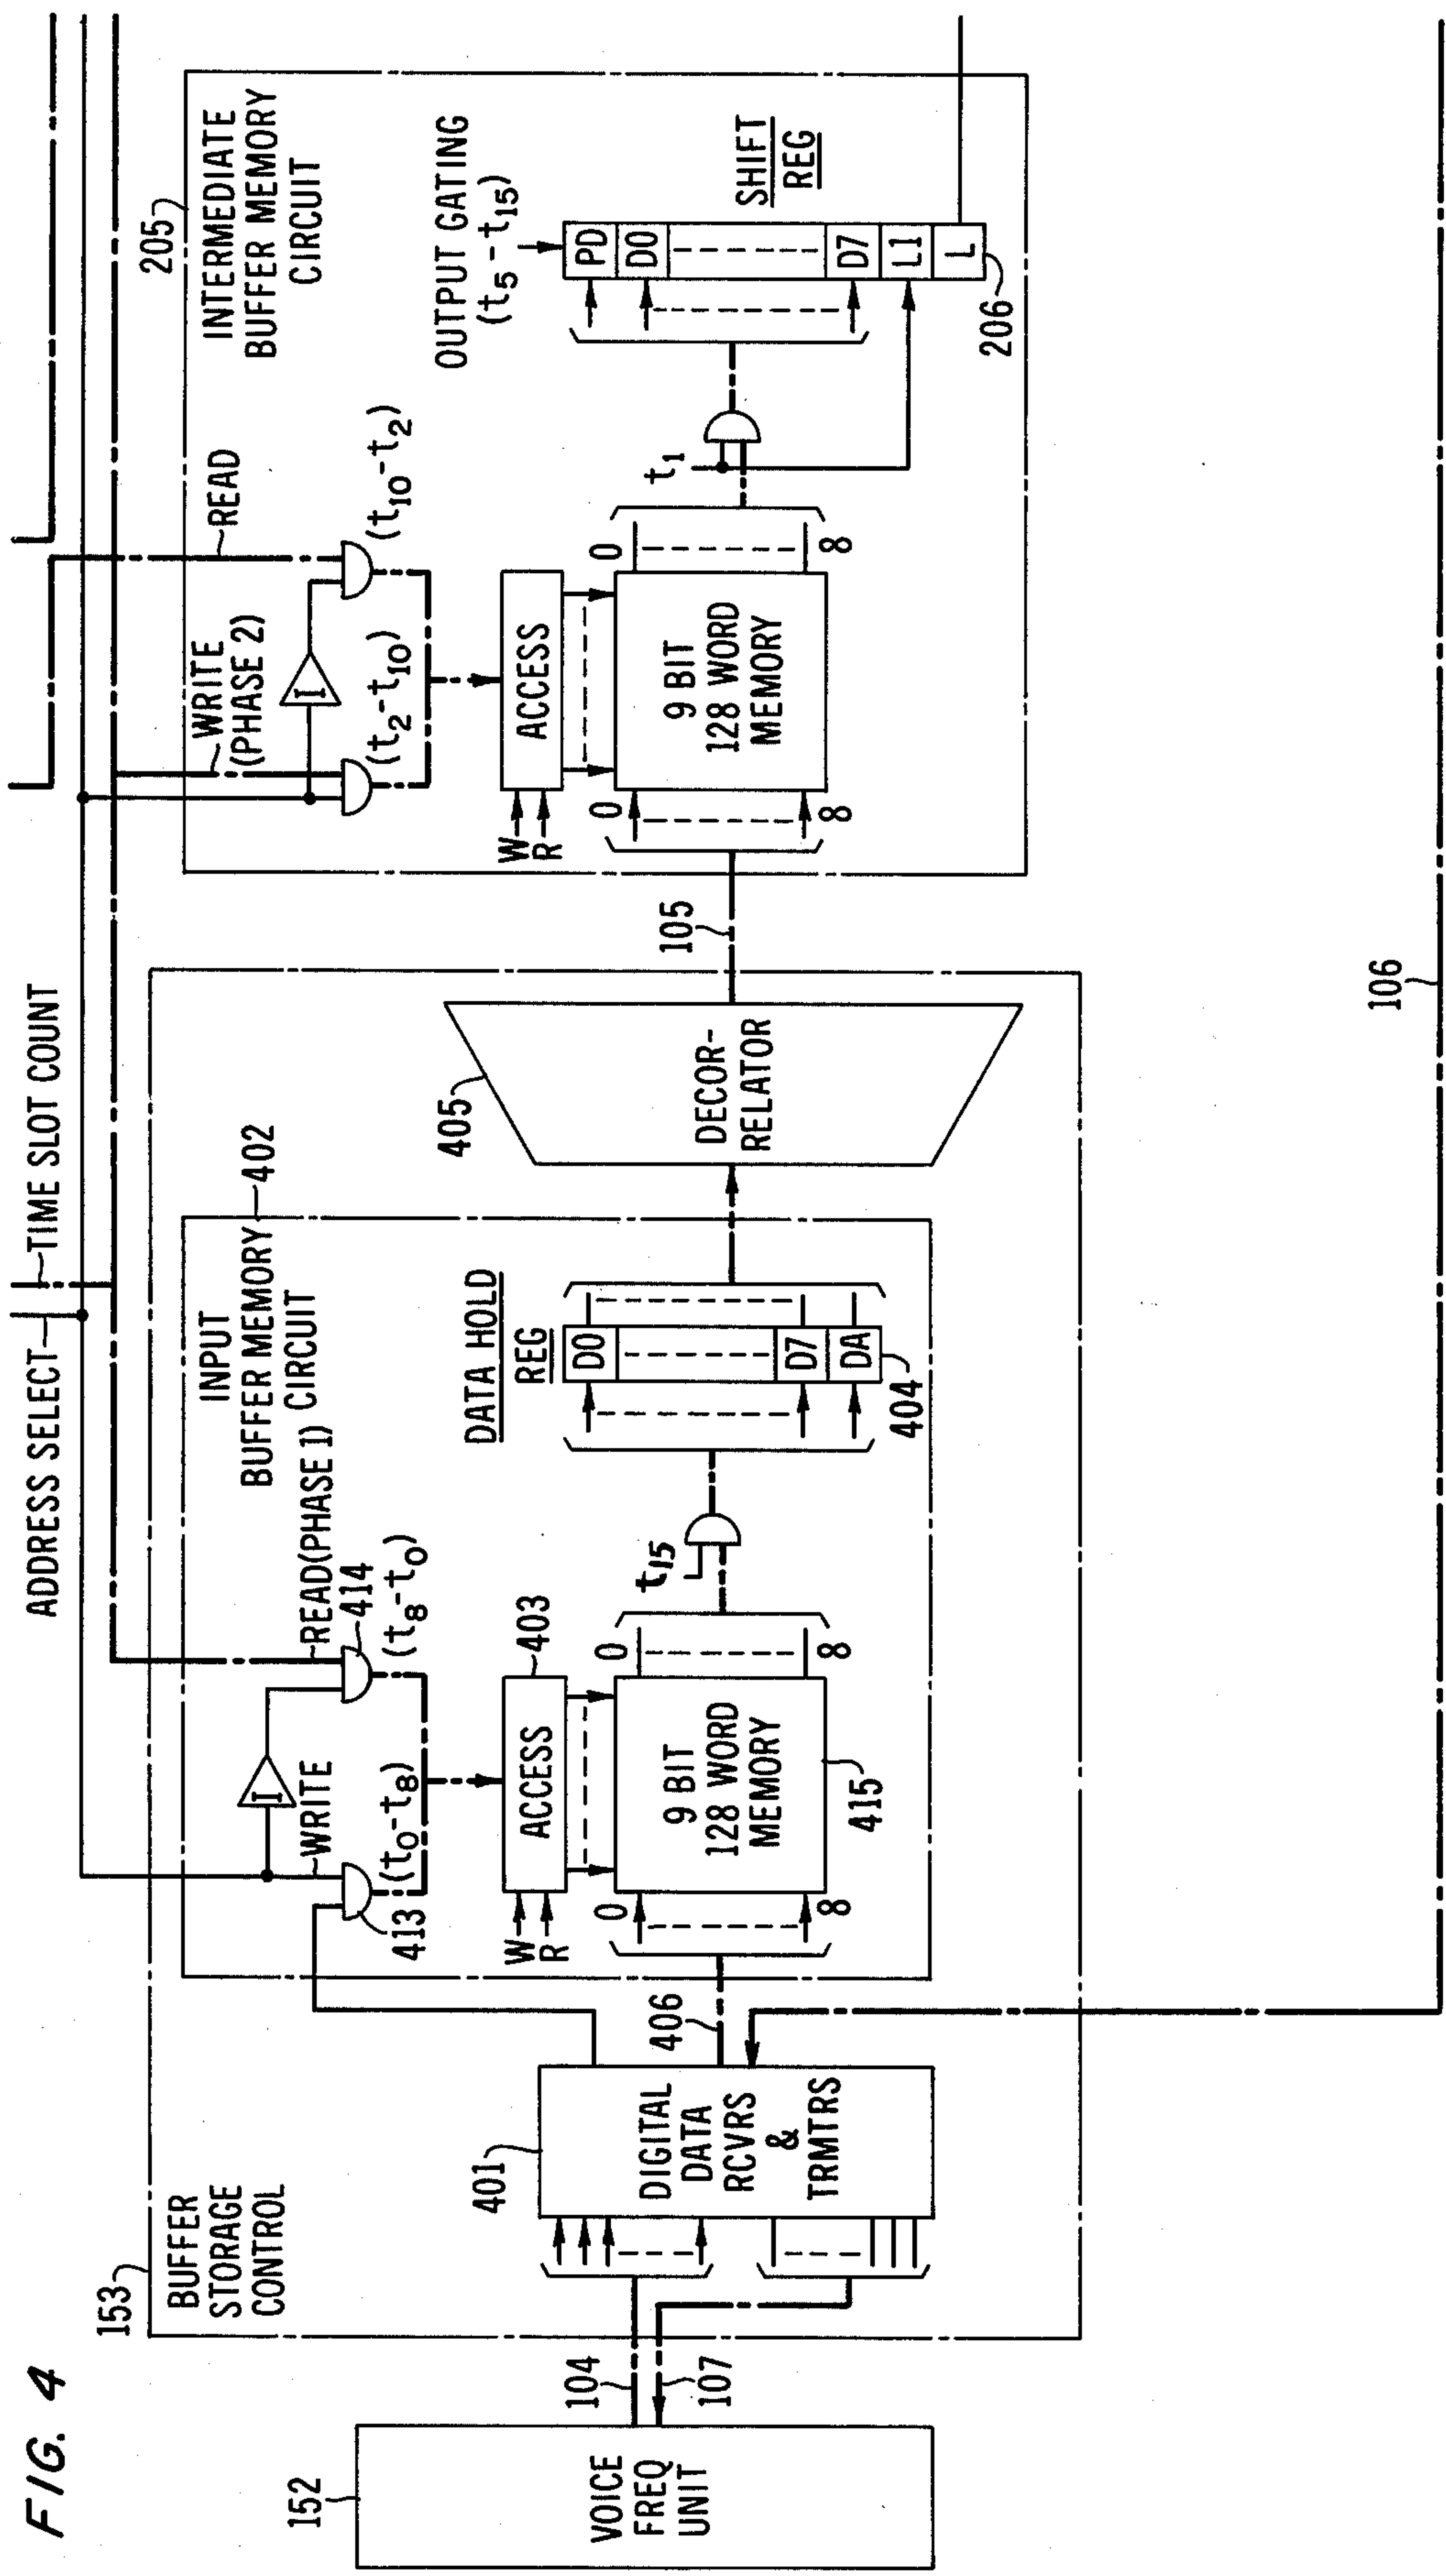 FIG. 4
ADDRESS SELECT
TIME SLOT COUNT
152
VOICE
FREQ
UNIT
104
107
153
BUFFER
STORAGE
CONTROL
401
DIGITAL
DATA
RCVRS
&
TRMTRS
406
INPUT
BUFFER MEMORY
CIRCUIT
402
WRITE
READ (PHASE 1)
413
(t0-t8)
414
(t8-t0)
W
R
ACCESS
403
0
8
9 BIT
128 WORD
MEMORY
415
0
8
t15
DATA HOLD
REG
D0
D7
DA
404
405
DECOR-
RELATOR
105
205
INTERMEDIATE
BUFFER MEMORY
CIRCUIT
WRITE
(PHASE 2)
READ
(t2-t10)
(t10-t2)
W
R
ACCESS
0
8
9 BIT
128 WORD
MEMORY
0
8
t1
OUTPUT GATING
(t5-t15)
PD
D0
D7
L1
L
SHIFT
REG
206
106